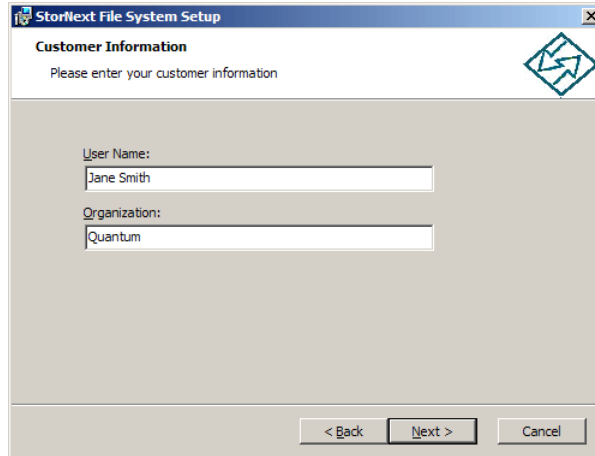 StorNext File System Setup
Customer Information
Please enter your customer information
User Name:
Jane Smith
Organization:
Quantum
< Back Next > Cancel